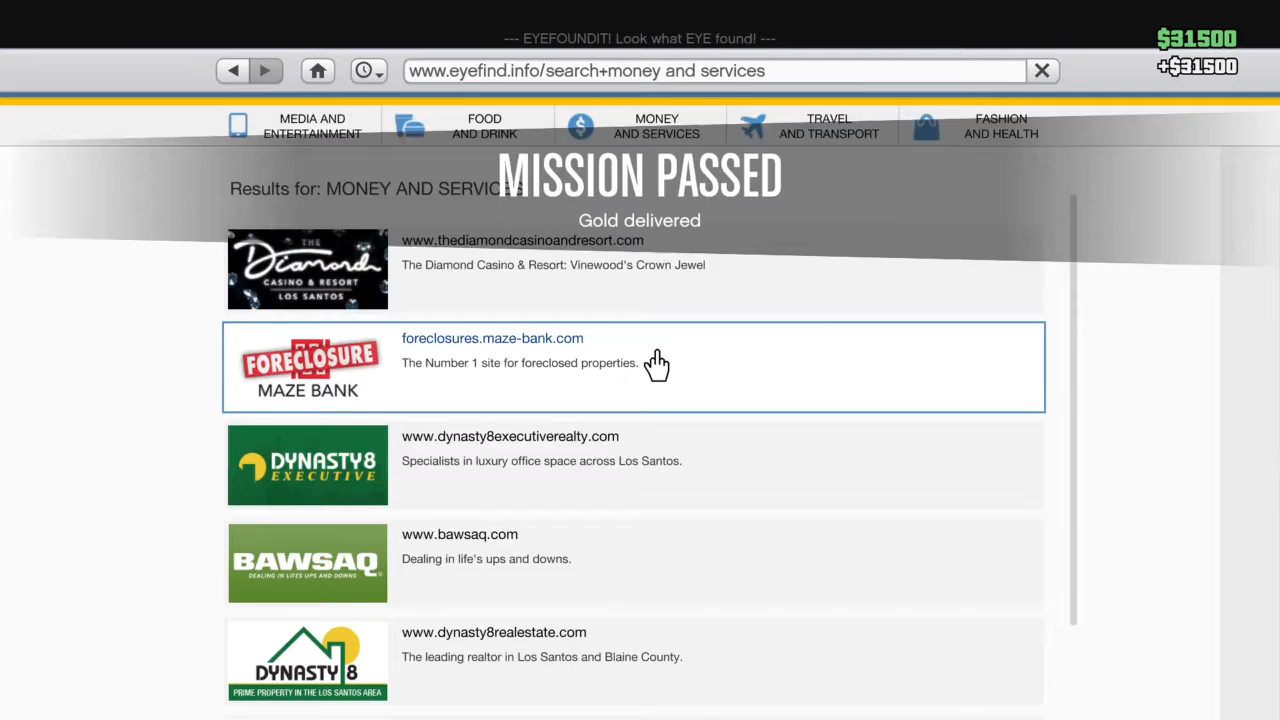 --- EYEFOUNDIT! Look what EYE found! ---
$31500
+$31500
www.eyefind.info/search+money and services
MEDIA AND
ENTERTAINMENT
FOOD
AND DRINK
MONEY
AND SERVICES
TRAVEL
AND TRANSPORT
FASHION
AND HEALTH
MISSION PASSED
Gold delivered
Results for: MONEY AND SERVICES
THE
Diamond
CASINO & RESORT
LOS SANTOS
www.thediamondcasinoandresort.com
The Diamond Casino & Resort: Vinewood's Crown Jewel
FORECLOSURE
MAZE BANK
foreclosures.maze-bank.com
The Number 1 site for foreclosed properties.
DYNASTY8
EXECUTIVE
www.dynasty8executiverealty.com
Specialists in luxury office space across Los Santos.
BAWSAQ
DEALING IN LIFE'S UPS AND DOWNS
www.bawsaq.com
Dealing in life's ups and downs.
DYNASTY 8
PRIME PROPERTY IN THE LOS SANTOS AREA
www.dynasty8realestate.com
The leading realtor in Los Santos and Blaine County.